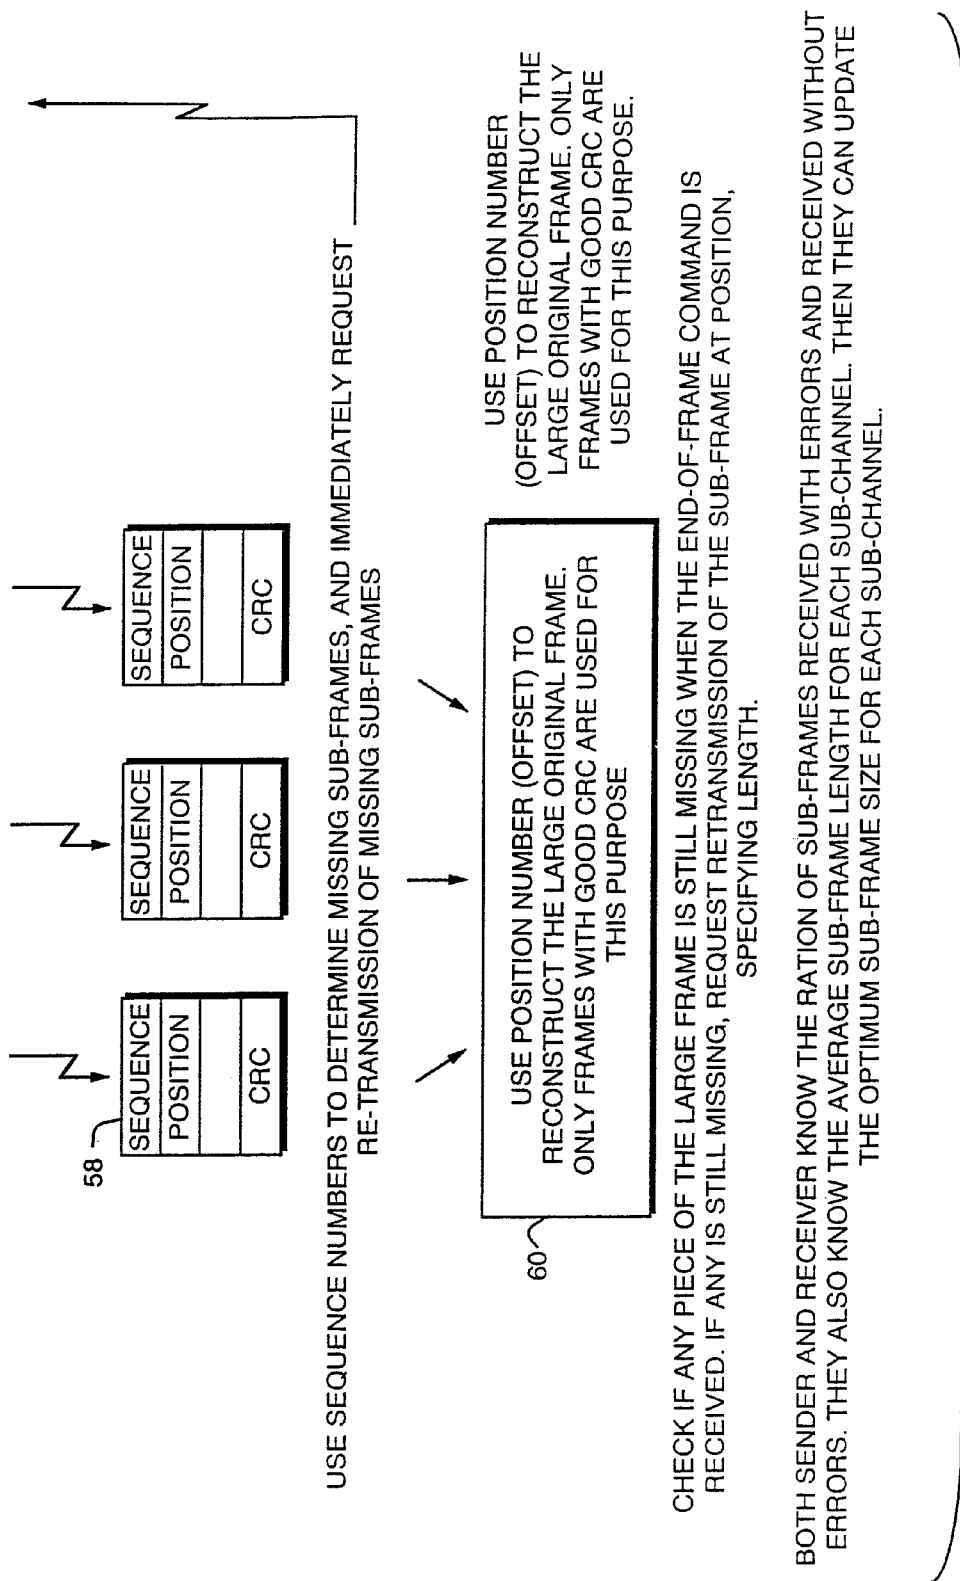 58
SEQUENCE
POSITION
CRC
SEQUENCE
POSITION
CRC
SEQUENCE
POSITION
CRC
USE SEQUENCE NUMBERS TO DETERMINE MISSING SUB-FRAMES, AND IMMEDIATELY REQUEST
RE-TRANSMISSION OF MISSING SUB-FRAMES
60
USE POSITION NUMBER (OFFSET) TO
RECONSTRUCT THE LARGE ORIGINAL FRAME.
ONLY FRAMES WITH GOOD CRC ARE USED FOR
THIS PURPOSE
USE POSITION NUMBER
(OFFSET) TO RECONSTRUCT THE
LARGE ORIGINAL FRAME. ONLY
FRAMES WITH GOOD CRC ARE
USED FOR THIS PURPOSE.
CHECK IF ANY PIECE OF THE LARGE FRAME IS STILL MISSING WHEN THE END-OF-FRAME COMMAND IS
RECEIVED. IF ANY IS STILL MISSING, REQUEST RETRANSMISSION OF THE SUB-FRAME AT POSITION,
SPECIFYING LENGTH.
BOTH SENDER AND RECEIVER KNOW THE RATION OF SUB-FRAMES RECEIVED WITH ERRORS AND RECEIVED WITHOUT
ERRORS. THEY ALSO KNOW THE AVERAGE SUB-FRAME LENGTH FOR EACH SUB-CHANNEL. THEN THEY CAN UPDATE
THE OPTIMUM SUB-FRAME SIZE FOR EACH SUB-CHANNEL.